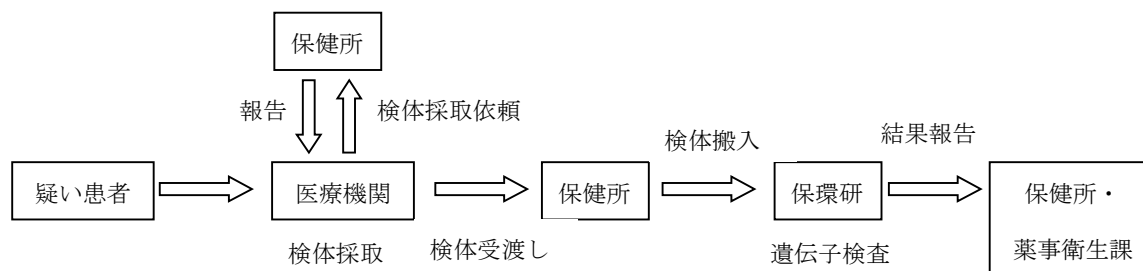 保健所
報告
検体採取依頼
疑い患者
医療機関
検体採取
検体受渡し
保健所
検体搬入
保環研
遺伝子検査
結果報告
保健所・
薬事衛生課